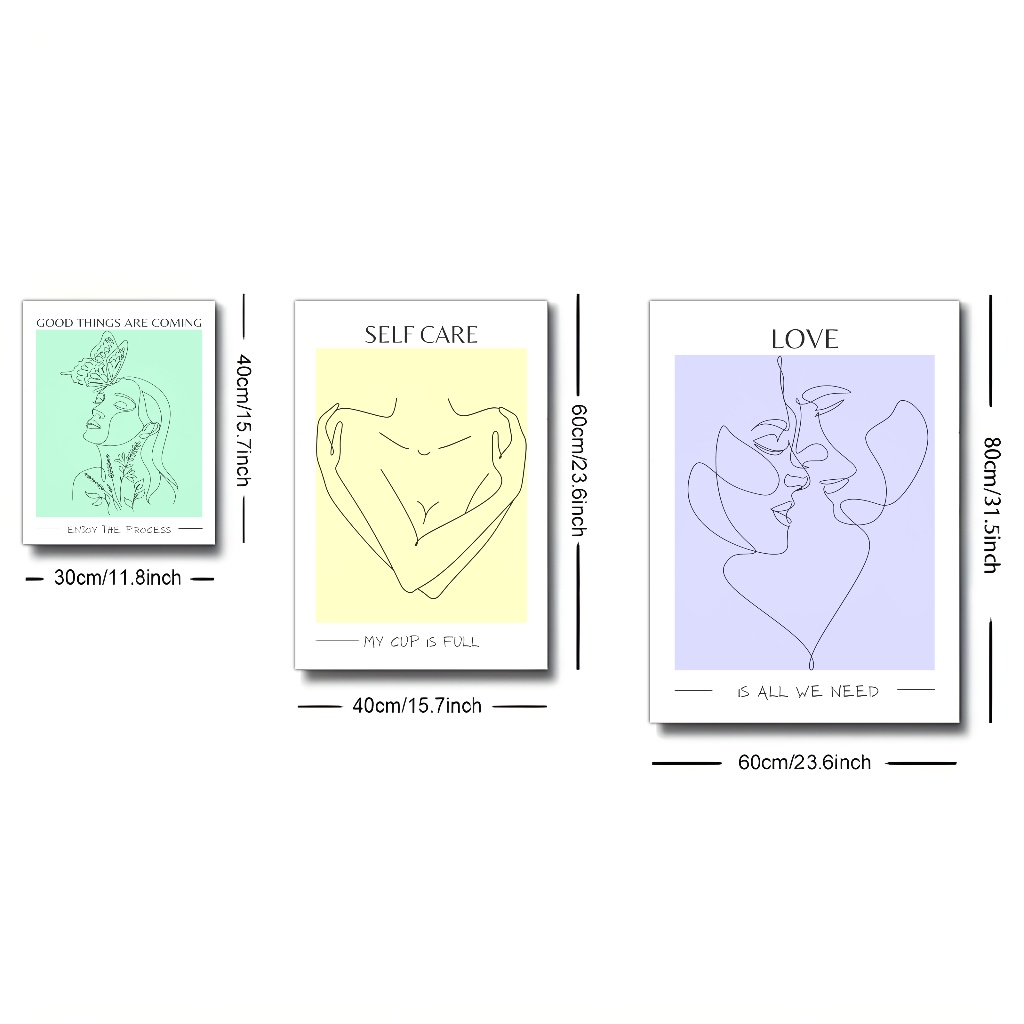 GOOD THINGS ARE COMING
ENJOY THE PROCESS
40cm/15.7inch
30cm/11.8inch
SELF CARE
MY CUP IS FULL
60cm/23.6inch
40cm/15.7inch
LOVE
IS ALL WE NEED
80cm/31.5inch
60cm/23.6inch